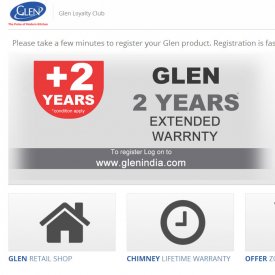 GLEN
The Pulse of Modern Kitchen
Glen Loyalty Club
Please take a few minutes to register your Glen product. Registration is fas
+2
YEARS
*condition apply
GLEN
2 YEARS*
EXTENDED
WARRNTY
To register Log on to
www.glenindia.com
GLEN RETAIL SHOP
CHIMNEY LIFETIME WARRANTY
OFFER ZO